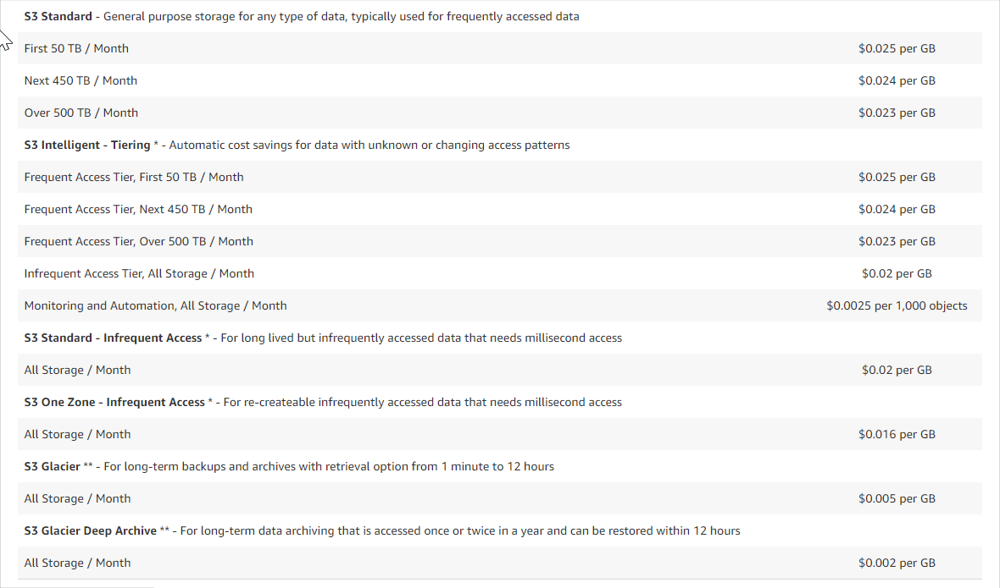 S3 Standard - General purpose storage for any type of data, typically used for frequently accessed data
First 50 TB / Month $0.025 per GB
Next 450 TB / Month $0.024 per GB
Over 500 TB / Month $0.023 per GB
S3 Intelligent - Tiering * - Automatic cost savings for data with unknown or changing access patterns
Frequent Access Tier, First 50 TB / Month $0.025 per GB
Frequent Access Tier, Next 450 TB / Month $0.024 per GB
Frequent Access Tier, Over 500 TB / Month $0.023 per GB
Infrequent Access Tier, All Storage / Month $0.02 per GB
Monitoring and Automation, All Storage / Month $0.0025 per 1,000 objects
S3 Standard - Infrequent Access * - For long lived but infrequently accessed data that needs millisecond access
All Storage / Month $0.02 per GB
S3 One Zone - Infrequent Access * - For re-createable infrequently accessed data that needs millisecond access
All Storage / Month $0.016 per GB
S3 Glacier ** - For long-term backups and archives with retrieval option from 1 minute to 12 hours
All Storage / Month $0.005 per GB
S3 Glacier Deep Archive ** - For long-term data archiving that is accessed once or twice in a year and can be restored within 12 hours
All Storage / Month $0.002 per GB